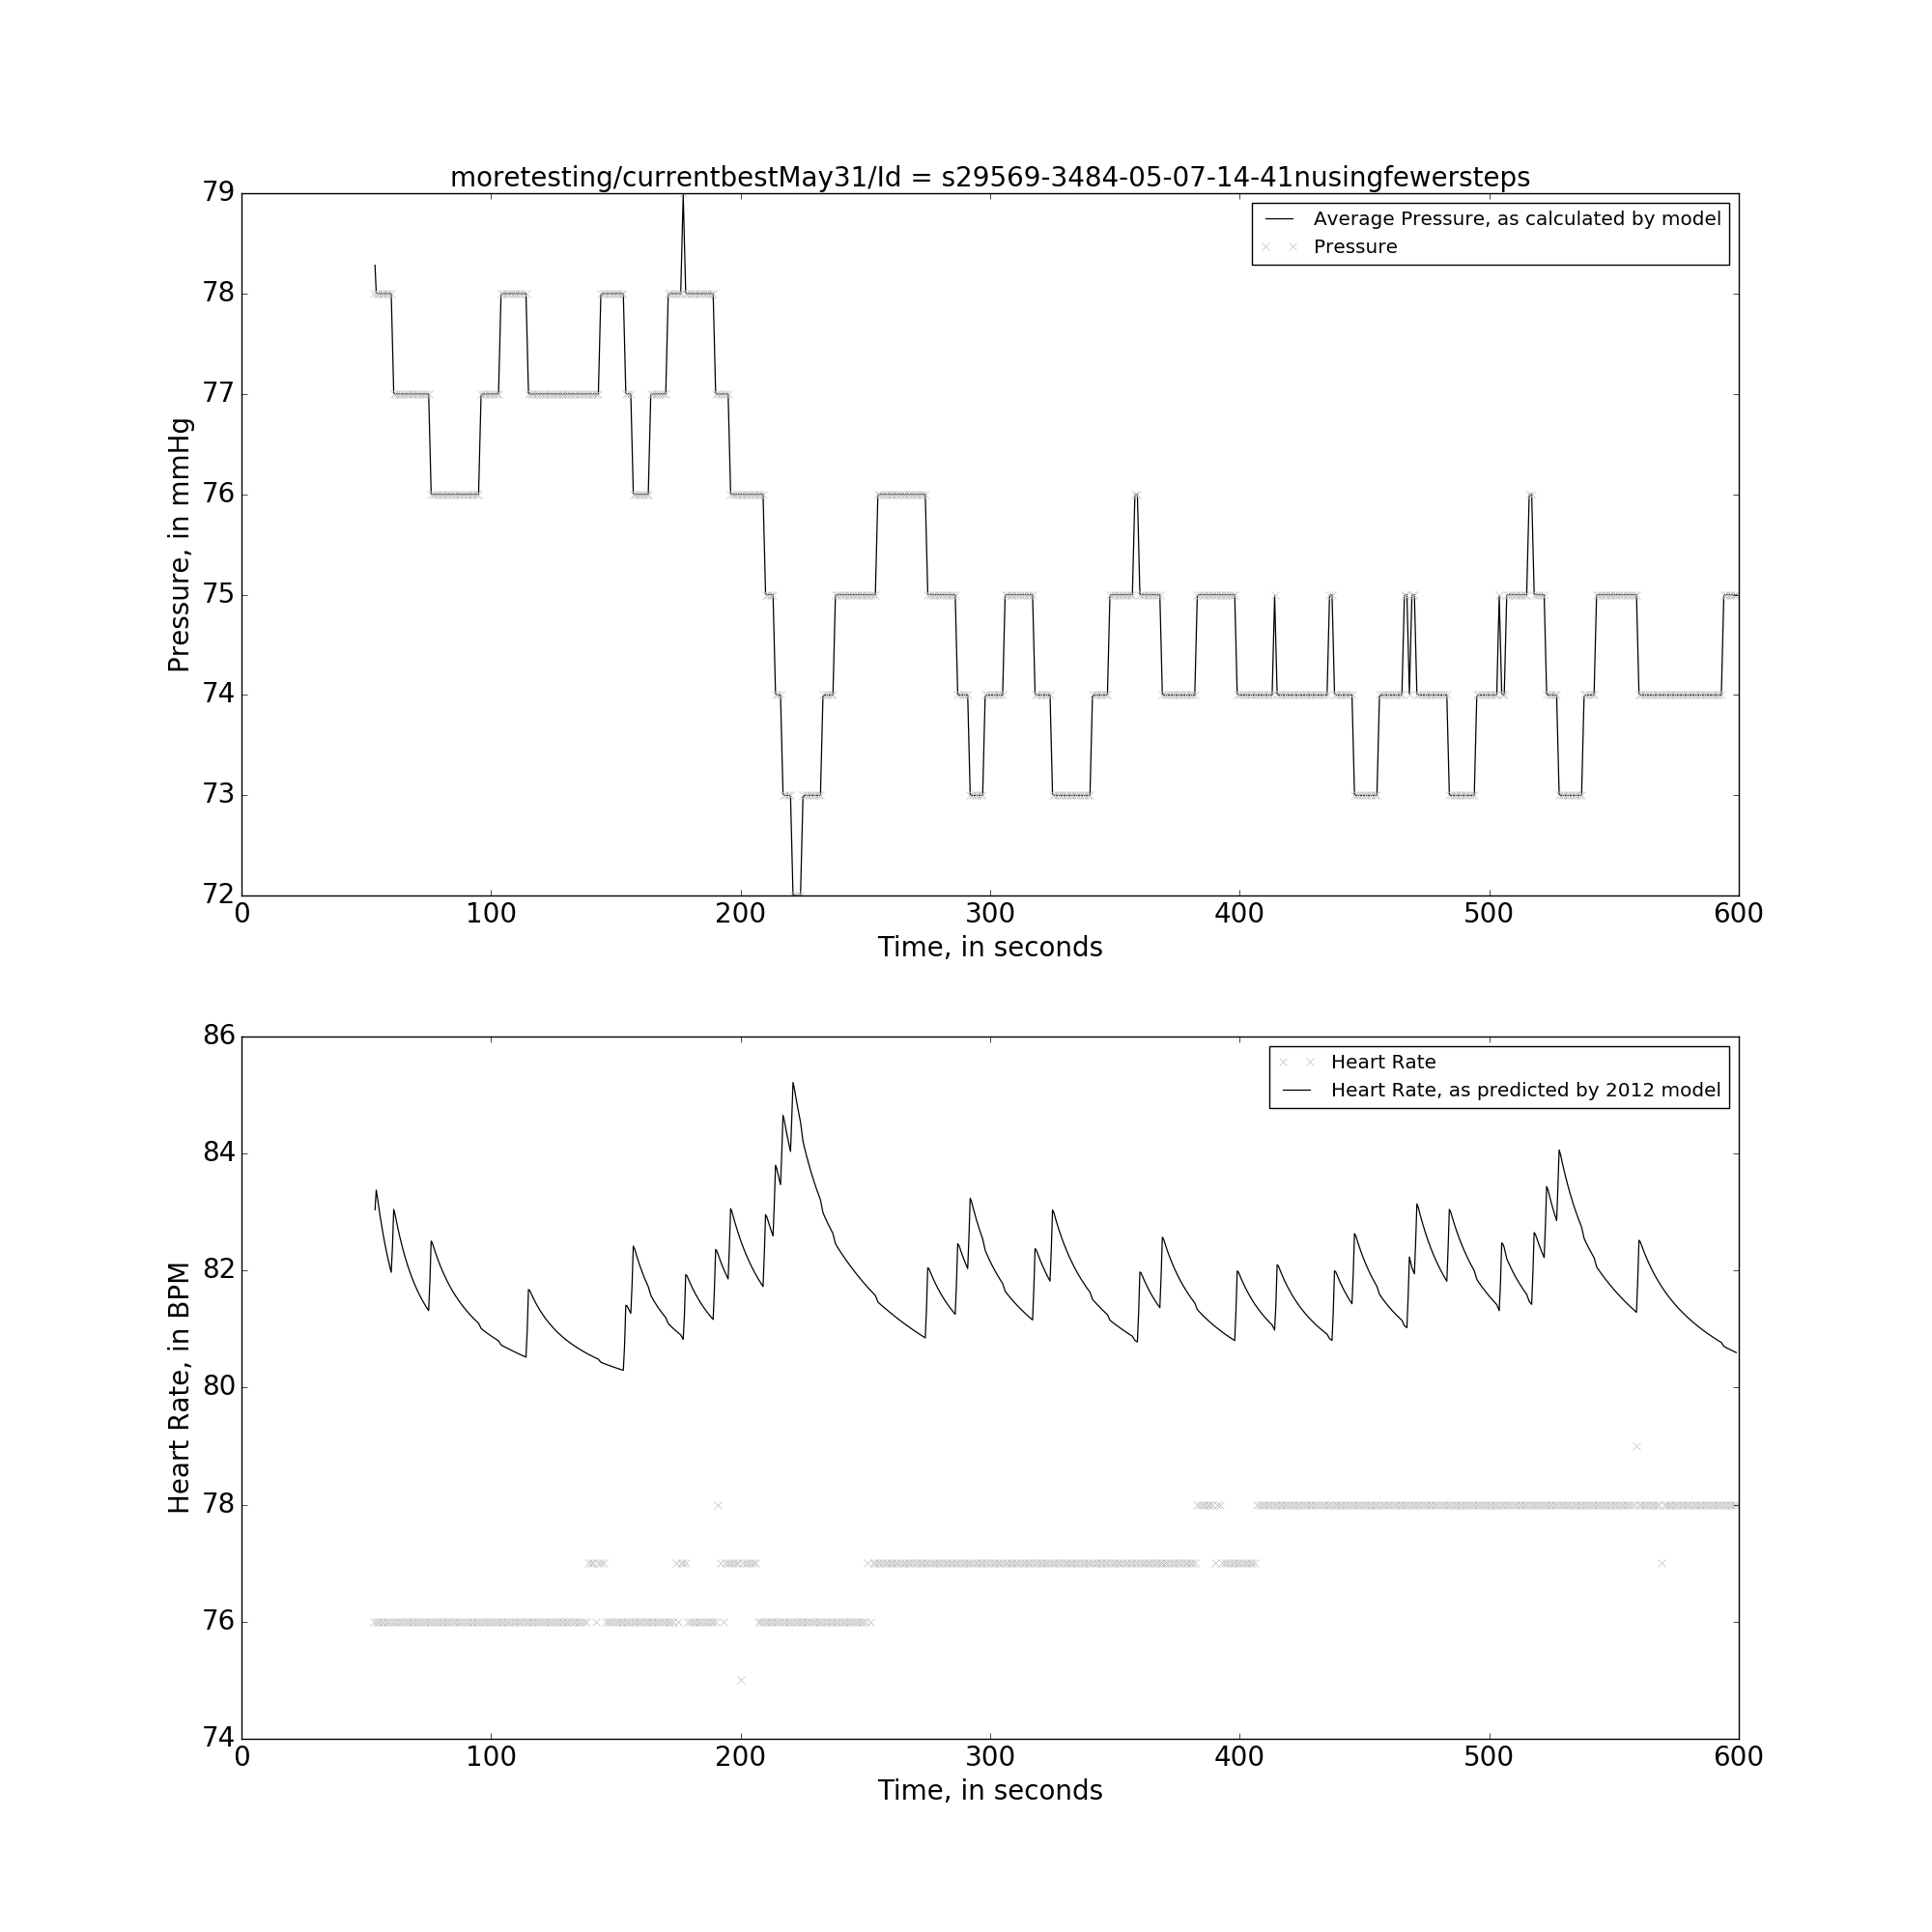 moretesting/currentbestMay31/Id = s29569-3484-05-07-14-41nusingfewersteps
79
78
77
76
75
74
73
72
Pressure, in mmHg
Average Pressure, as calculated by model
Pressure
0 100 200 300 400 500 600
Time, in seconds
86
84
82
80
78
76
74
Heart Rate, in BPM
Heart Rate
Heart Rate, as predicted by 2012 model
0 100 200 300 400 500 600
Time, in seconds